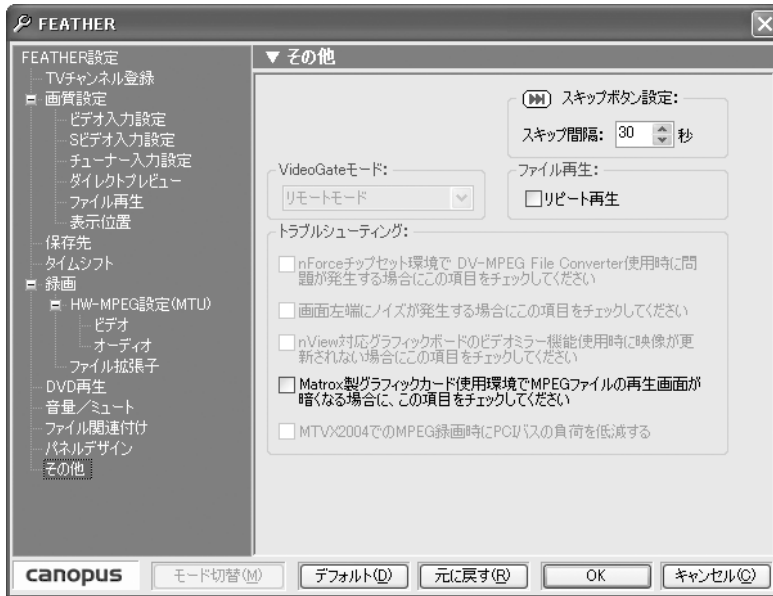 FEATHER
FEATHER設定
TVチャンネル登録
画質設定
ビデオ入力設定
Sビデオ入力設定
チューナー入力設定
ダイレクトプレビュー
ファイル再生
表示位置
保存先
タイムシフト
録画
HW-MPEG設定(MTU)
ビデオ
オーディオ
ファイル拡張子
DVD再生
音量／ミュート
ファイル関連付け
パネルデザイン
その他
▼ その他
スキップボタン設定:
スキップ間隔: 30 秒
VideoGateモード:
リモートモード
ファイル再生:
リピート再生
トラブルシューティング:
nForceチップセット環境で DV-MPEG File Converter使用時に問
題が発生する場合にこの項目をチェックしてください
画面左端にノイズが発生する場合にこの項目をチェックしてください
nView対応グラフィックボードのビデオミラー機能使用時に映像が更
新されない場合にこの項目をチェックしてください
Matrox製グラフィックカード使用環境でMPEGファイルの再生画面が
暗くなる場合に、この項目をチェックしてください
MTVX2004でのMPEG録画時にPCIバスの負荷を低減する
canopus
モード切替(M)
デフォルト(D)
元に戻す(R)
OK
キャンセル(C)